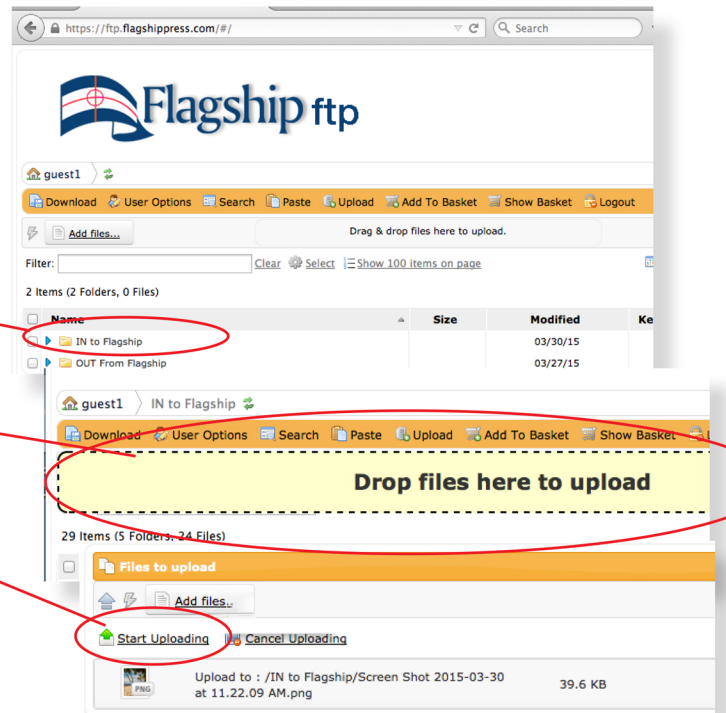 https://ftp.flagshippress.com/#/
Search
Flagship ftp
guest1
Download User Options Search Paste Upload Add To Basket Show Basket Logout
Add files...
Drag & drop files here to upload.
Filter: Clear Select Show 100 items on page
2 Items (2 Folders, 0 Files)
Name Size Modified Ke
IN to Flagship 03/30/15
OUT From Flagship 03/27/15
guest1 IN to Flagship
Download User Options Search Paste Upload Add To Basket Show Basket
Drop files here to upload
29 Items (5 Folders, 24 Files)
Files to upload
Add files..
Start Uploading Cancel Uploading
PNG
Upload to : /IN to Flagship/Screen Shot 2015-03-30
at 11.22.09 AM.png
39.6 KB